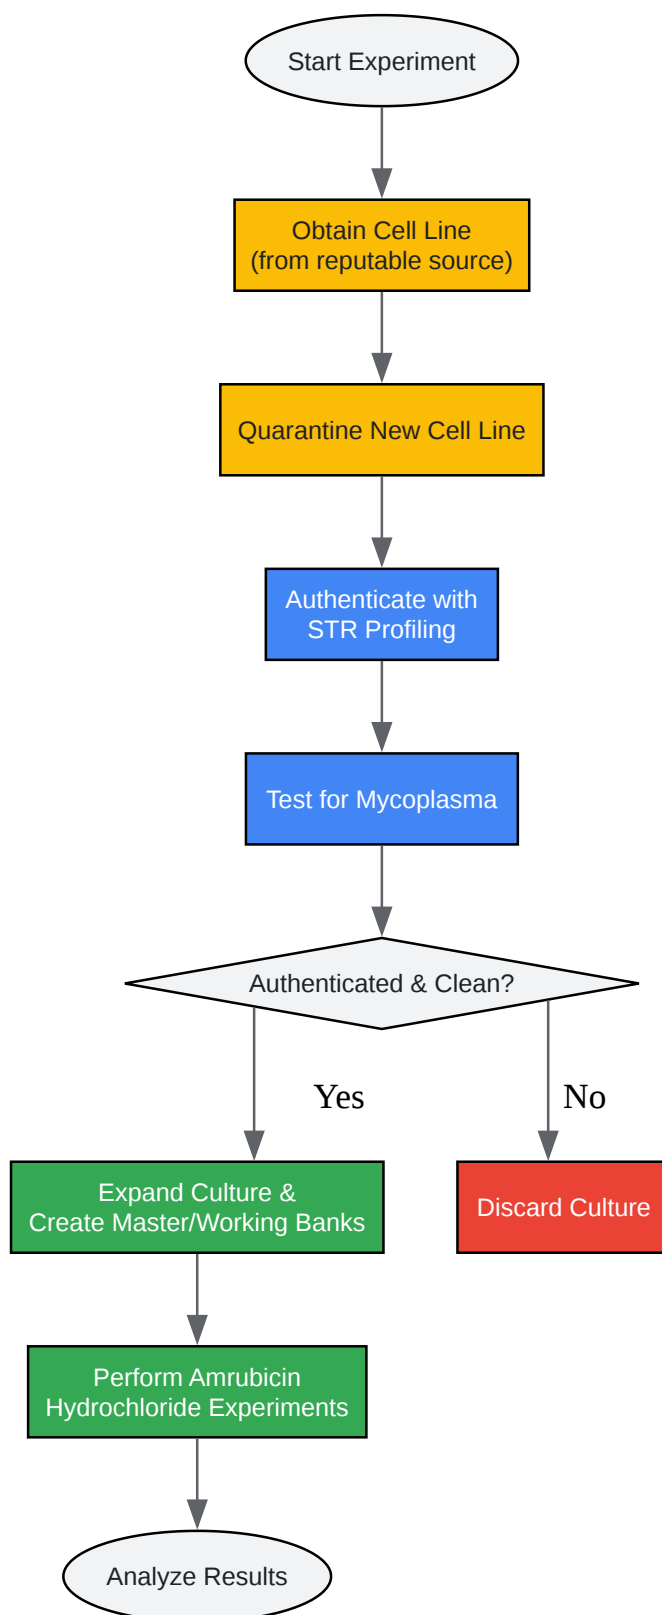 Start Experiment
Obtain Cell Line
(from reputable source)
Quarantine New Cell Line
Authenticate with
STR Profiling
Test for Mycoplasma
Authenticated & Clean?
Yes
No
Expand Culture &
Create Master/Working Banks
Discard Culture
Perform Amrubicin
Hydrochloride Experiments
Analyze Results